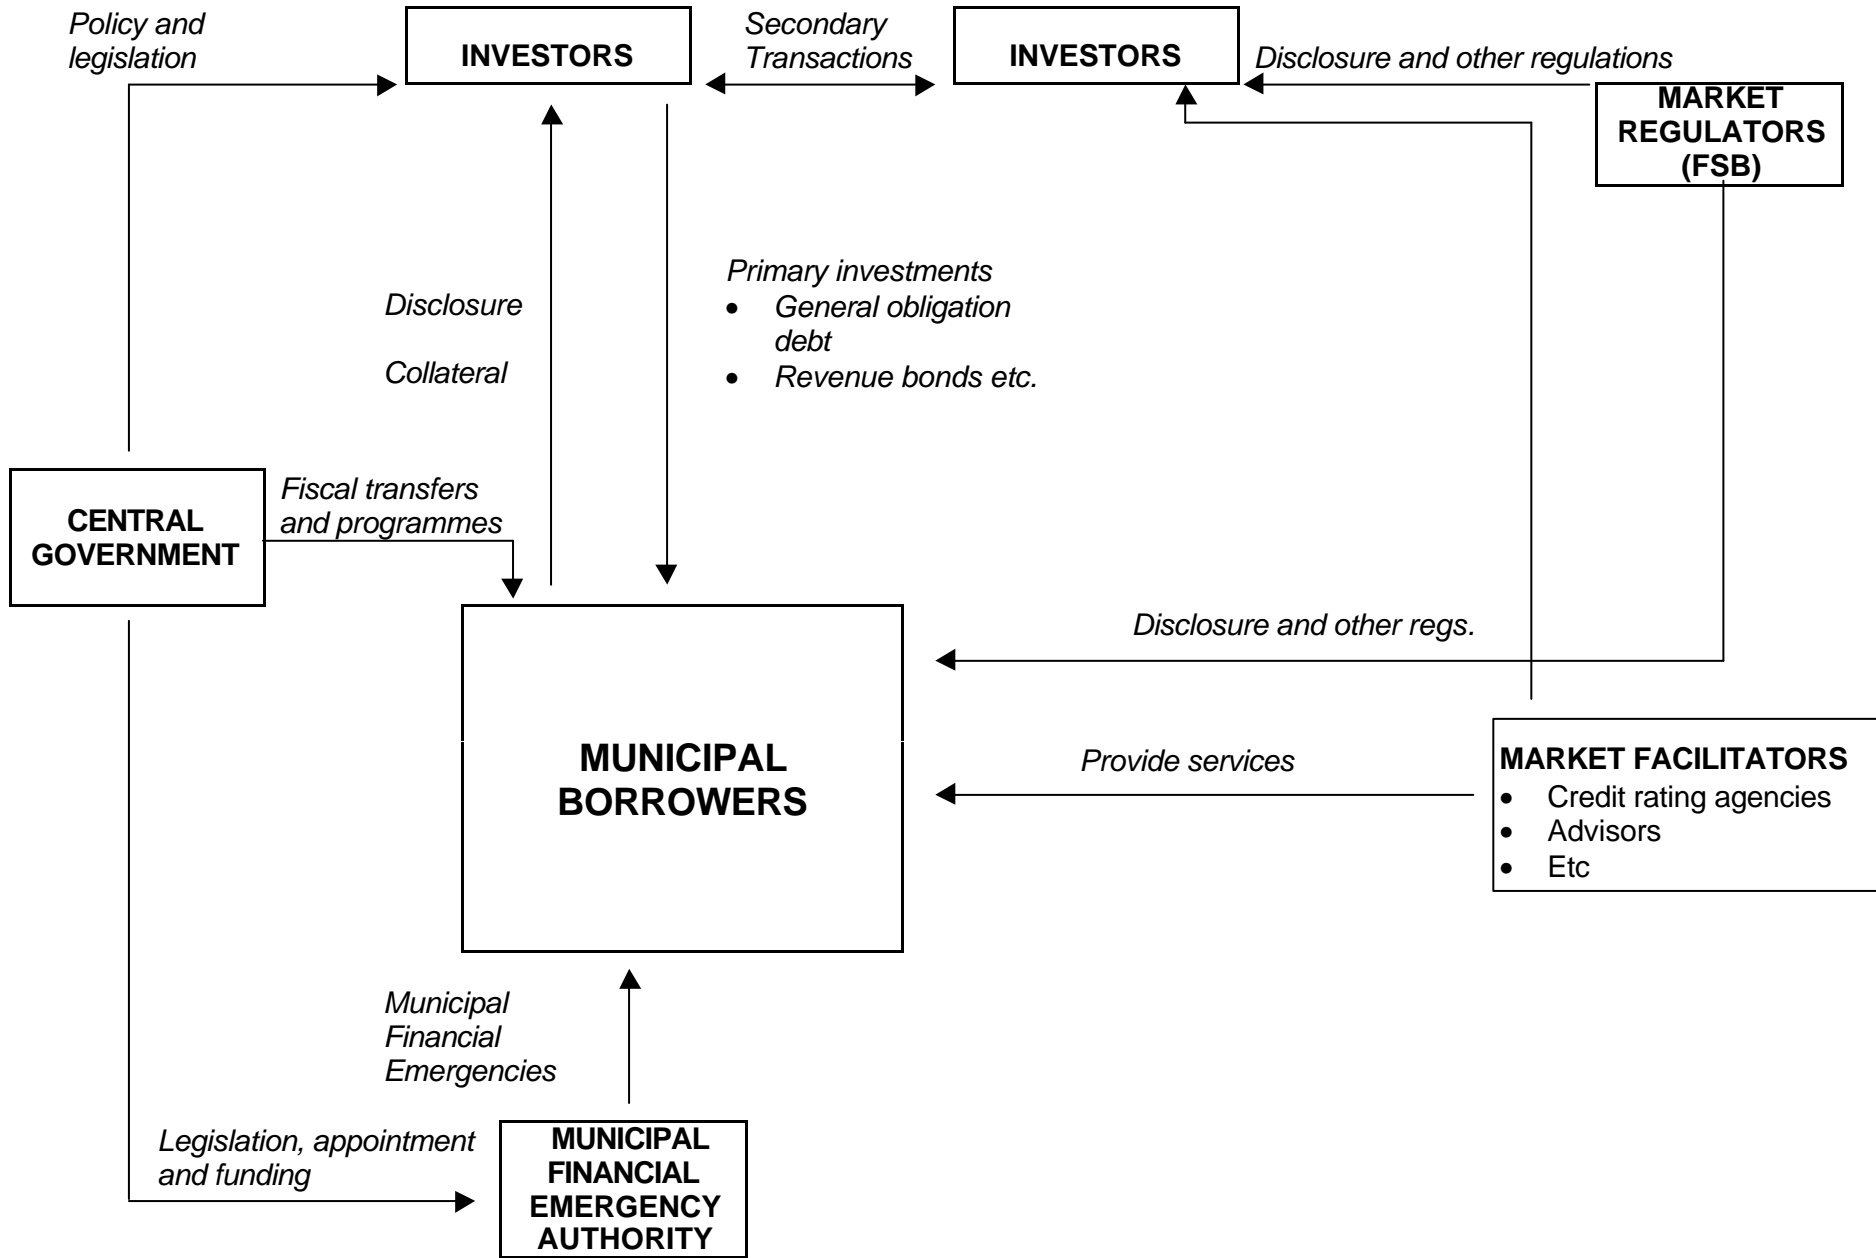 Policy and
legislation
INVESTORS
Secondary
Transactions
INVESTORS
Disclosure and other regulations
MARKET
REGULATORS
(FSB)
Disclosure
Collateral
Primary investments
• General obligation
debt
• Revenue bonds etc.
CENTRAL
GOVERNMENT
Fiscal transfers
and programmes
Disclosure and other regs.
MUNICIPAL
BORROWERS
Provide services
MARKET FACILITATORS
• Credit rating agencies
• Advisors
• Etc
Municipal
Financial
Emergencies
Legislation, appointment
and funding
MUNICIPAL
FINANCIAL
EMERGENCY
AUTHORITY